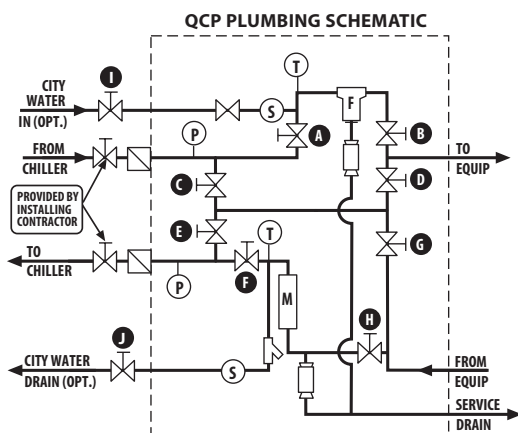 QCP PLUMBING SCHEMATIC
I
T
CITY
WATER
IN (OPT.)
S
F
A
B
FROM
CHILLER
P
TO
EQUIP
C
D
PROVIDED BY
INSTALLING
CONTRACTOR
E
T
G
TO
CHILLER
P
F
M
J
H
CITY WATER
DRAIN (OPT.)
S
FROM
EQUIP
SERVICE
DRAIN